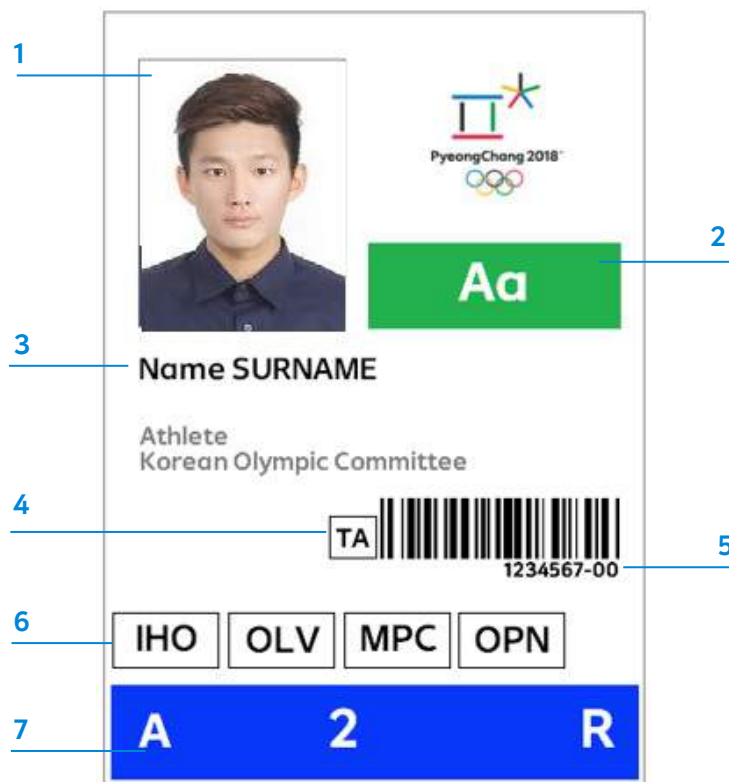 1
PyeongChang 2018™
2
Aa
3
Name SURNAME
Athlete
Korean Olympic Committee
4
TA
1234567-00
5
6
IHO OLV MPC OPN
7
A 2 R